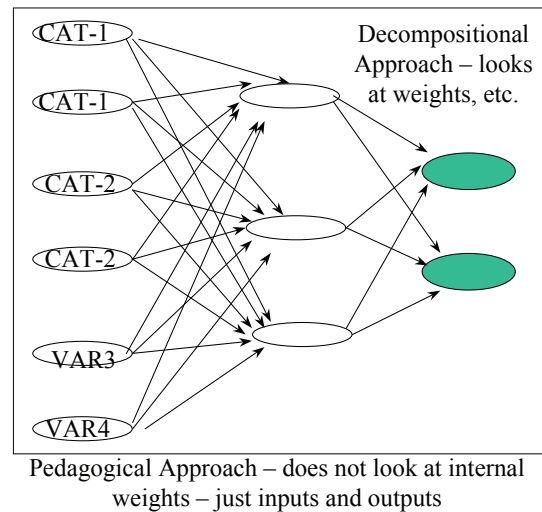 CAT-1
CAT-1
CAT-2
CAT-2
VAR3
VAR4
Decompositional
Approach – looks
at weights, etc.
Pedagogical Approach – does not look at internal
weights – just inputs and outputs